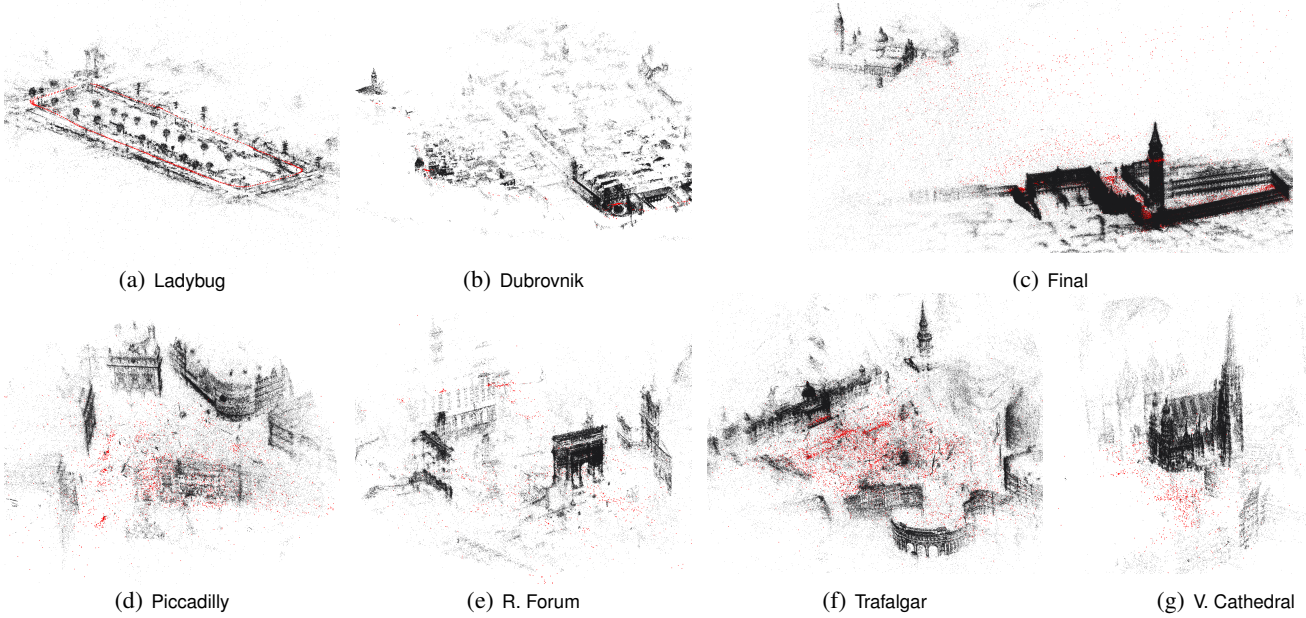 (a) Ladybug
(b) Dubrovnik
(c) Final
(d) Piccadilly
(e) R. Forum
(f) Trafalgar
(g) V. Cathedral